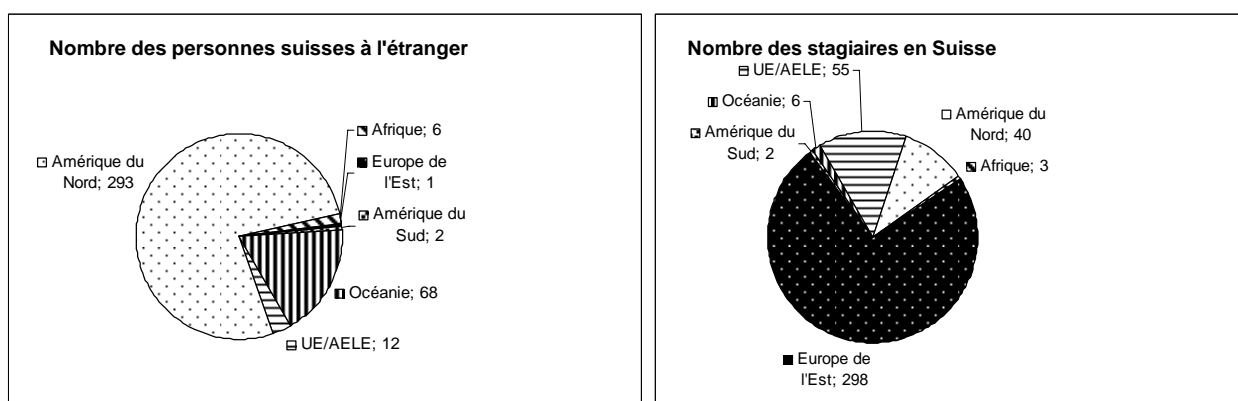 Nombre des personnes suisses à l'étranger
Amérique du
Nord; 293
Afrique; 6
Europe de
l'Est; 1
Amérique du
Sud; 2
Océanie; 68
UE/AELE; 12
Nombre des stagiaires en Suisse
UE/AELE; 55
Océanie; 6
Amérique du
Sud; 2
Amérique du
Nord; 40
Afrique; 3
Europe de
l'Est; 298